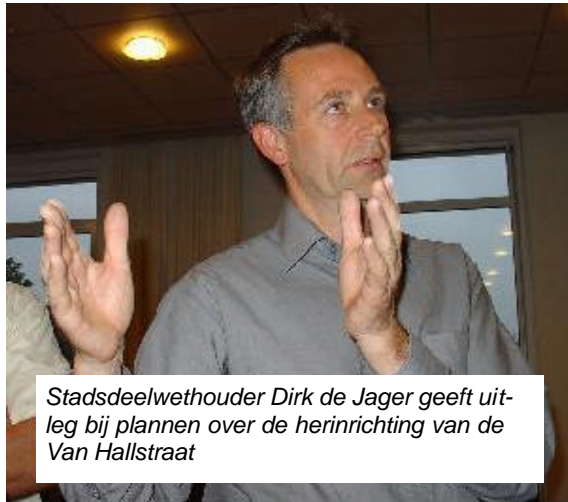 Stadsdeelwethouder Dirk de Jager geeft uit-
leg bij plannen over de herinrichting van de
Van Hallstraat